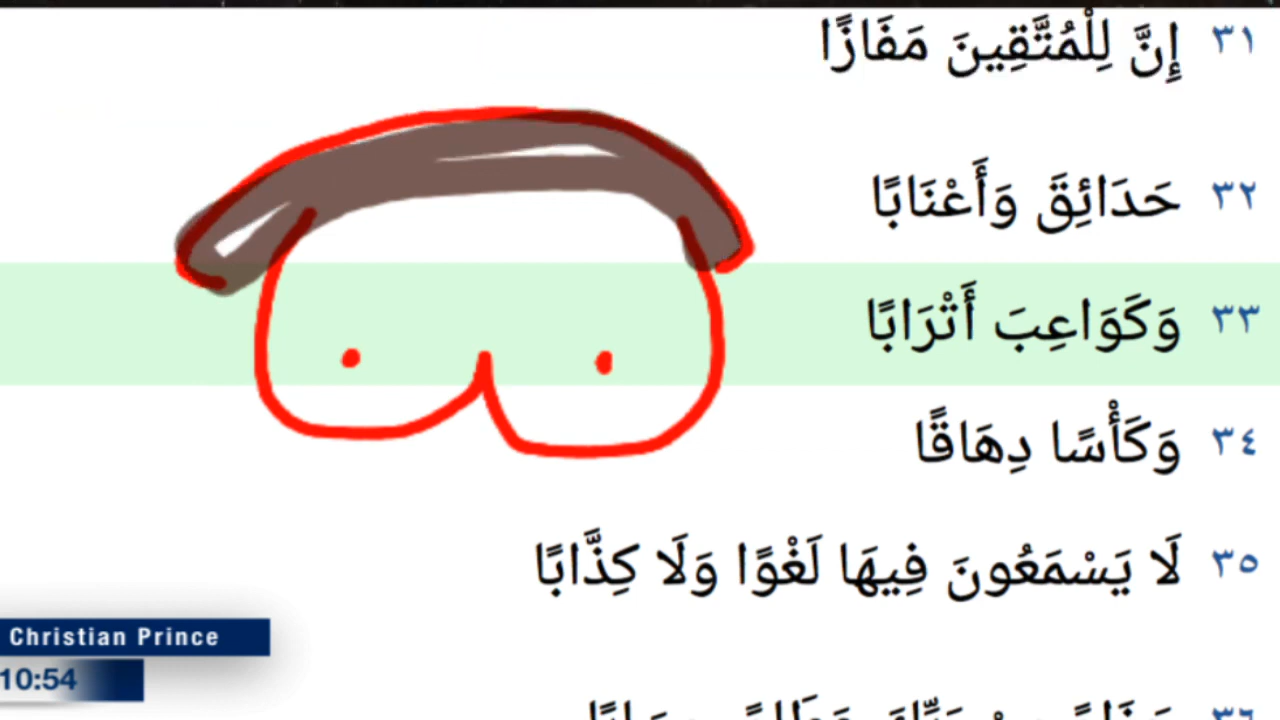 ٣١ إِنَّ لِلْمُتَّقِينَ مَفَازًا
٣٢ حَدَائِقَ وَأَعْنَابًا
٣٣ وَكَوَاعِبَ أَتْرَابًا
٣٤ وَكَأْسًا دِهَاقًا
٣٥ لَا يَسْمَعُونَ فِيهَا لَغْوًا وَلَا كِذَّابًا
Christian Prince
10:54